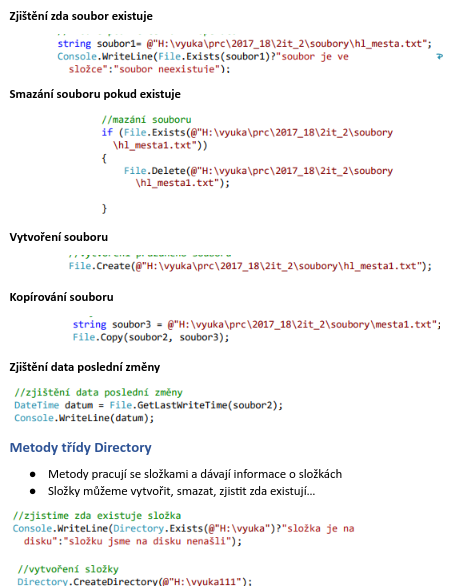 Zjištění zda soubor existuje
string soubor1= @"H:\vyuka\prc\2017_18\2it_2\soubory\hl_mesta.txt";
Console.WriteLine(File.Exists(soubor1)?"soubor je ve
složce":"soubor neexistuje");
Smazání souboru pokud existuje
//mazání souboru
if (File.Exists(@"H:\vyuka\prc\2017_18\2it_2\soubory
\hl_mesta1.txt"))
{
File.Delete(@"H:\vyuka\prc\2017_18\2it_2\soubory
\hl_mesta1.txt");
}
Vytvoření souboru
//vytvoření prázdného souboru
File.Create(@"H:\vyuka\prc\2017_18\2it_2\soubory\hl_mesta1.txt");
Kopírování souboru
string soubor3 = @"H:\vyuka\prc\2017_18\2it_2\soubory\mesta1.txt";
File.Copy(soubor2, soubor3);
Zjištění data poslední změny
//zjištění data poslední změny
DateTime datum = File.GetLastWriteTime(soubor2);
Console.WriteLine(datum);
Metody třídy Directory
● Metody pracují se složkami a dávají informace o složkách
● Složky můžeme vytvořit, smazat, zjistit zda existují...
//zjistime zda existuje složka
Console.WriteLine(Directory.Exists(@"H:\vyuka")?"složka je na
disku":"složku jsme na disku nenašli");
//vytvoření složky
Directory.CreateDirectory(@"H:\vyuka111");